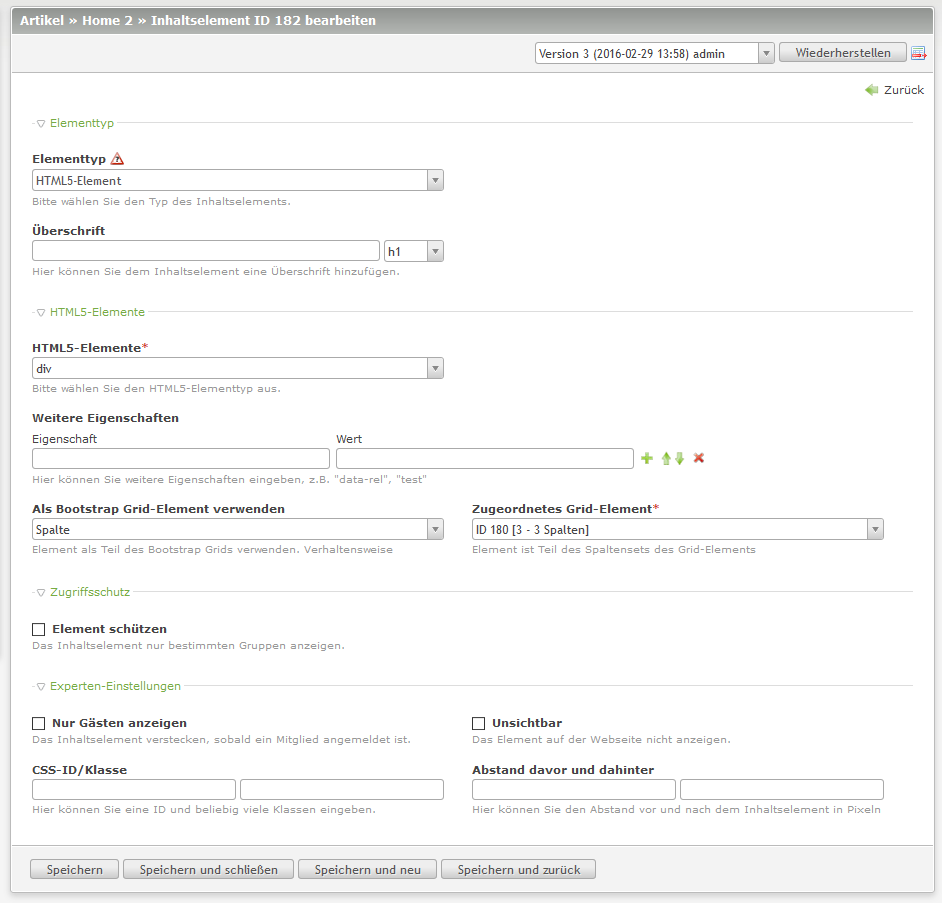 Artikel » Home 2 » Inhaltselement ID 182 bearbeiten
Version 3 (2016-02-29 13:58) admin
Wiederherstellen
Zurück
Elementtyp
Elementtyp
HTML5-Element
Bitte wählen Sie den Typ des Inhaltselements.
Überschrift
h1
Hier können Sie dem Inhaltselement eine Überschrift hinzufügen.
HTML5-Elemente
HTML5-Elemente*
div
Bitte wählen Sie den HTML5-Elementtyp aus.
Weitere Eigenschaften
Eigenschaft Wert
Hier können Sie weitere Eigenschaften eingeben, z.B. "data-rel", "test"
Als Bootstrap Grid-Element verwenden
Spalte
Element als Teil des Bootstrap Grids verwenden. Verhaltensweise
Zugeordnetes Grid-Element*
ID 180 [3 - 3 Spalten]
Element ist Teil des Spaltensets des Grid-Elements
Zugriffsschutz
Element schützen
Das Inhaltselement nur bestimmten Gruppen anzeigen.
Experten-Einstellungen
Nur Gästen anzeigen
Das Inhaltselement verstecken, sobald ein Mitglied angemeldet ist.
Unsichtbar
Das Element auf der Webseite nicht anzeigen.
CSS-ID/Klasse
Hier können Sie eine ID und beliebig viele Klassen eingeben.
Abstand davor und dahinter
Hier können Sie den Abstand vor und nach dem Inhaltselement in Pixeln
Speichern
Speichern und schließen
Speichern und neu
Speichern und zurück